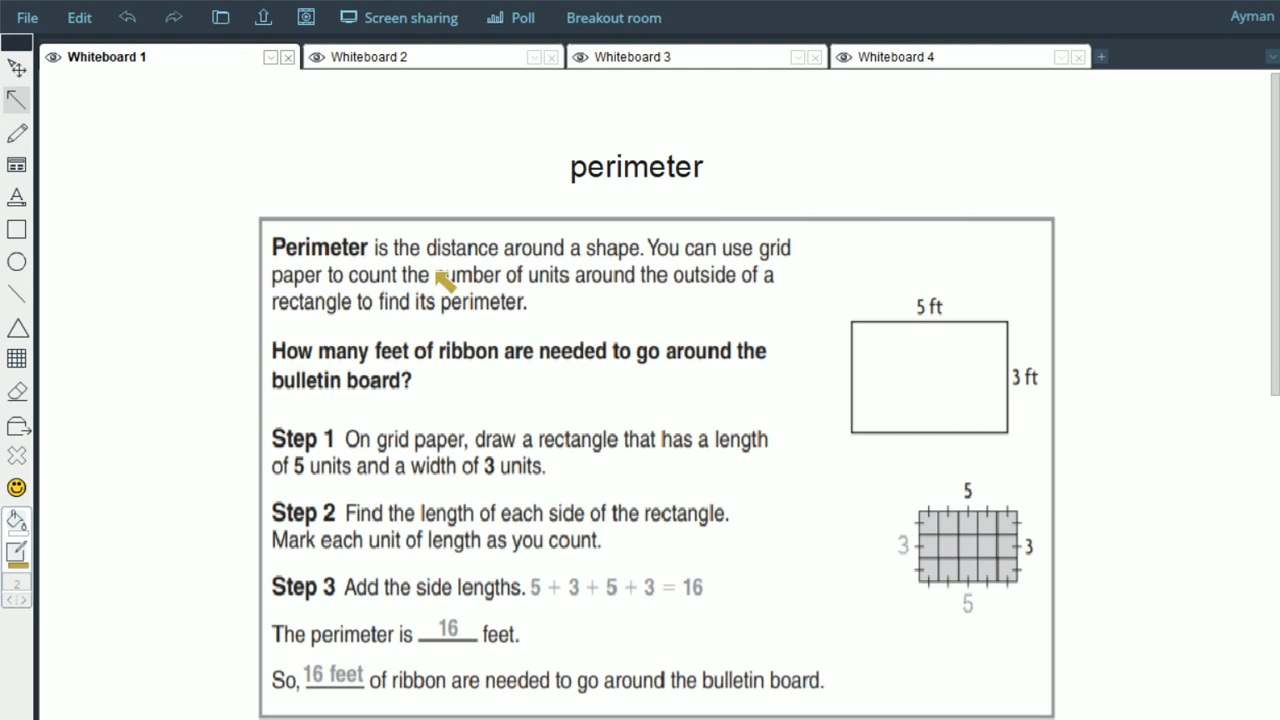 File Edit Screen sharing Poll Breakout room Ayman
Whiteboard 1 Whiteboard 2 Whiteboard 3 Whiteboard 4
perimeter
Perimeter is the distance around a shape. You can use grid
paper to count the number of units around the outside of a
rectangle to find its perimeter.
5 ft
3 ft
How many feet of ribbon are needed to go around the
bulletin board?
Step 1 On grid paper, draw a rectangle that has a length
of 5 units and a width of 3 units.
5
3 3
5
Step 2 Find the length of each side of the rectangle.
Mark each unit of length as you count.
Step 3 Add the side lengths. 5 + 3 + 5 + 3 = 16
The perimeter is 16 feet.
So, 16 feet of ribbon are needed to go around the bulletin board.
2